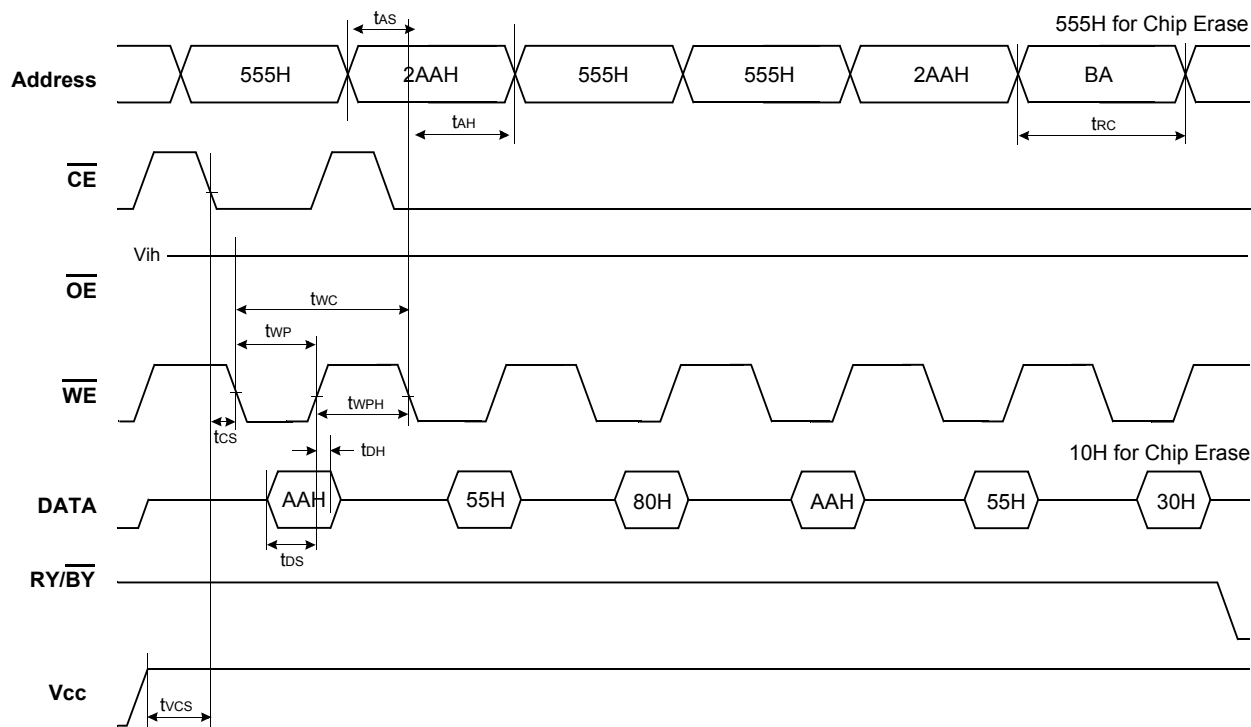 tAS
555H for Chip Erase
Address 555H 2AAH 555H 555H 2AAH BA
tAH tRC
CE
Vih
OE
tWC
tWP
WE
tWPH
tCS
tDH
10H for Chip Erase
DATA AAH 55H 80H AAH 55H 30H
tDS
RY/BY
Vcc
tVCS